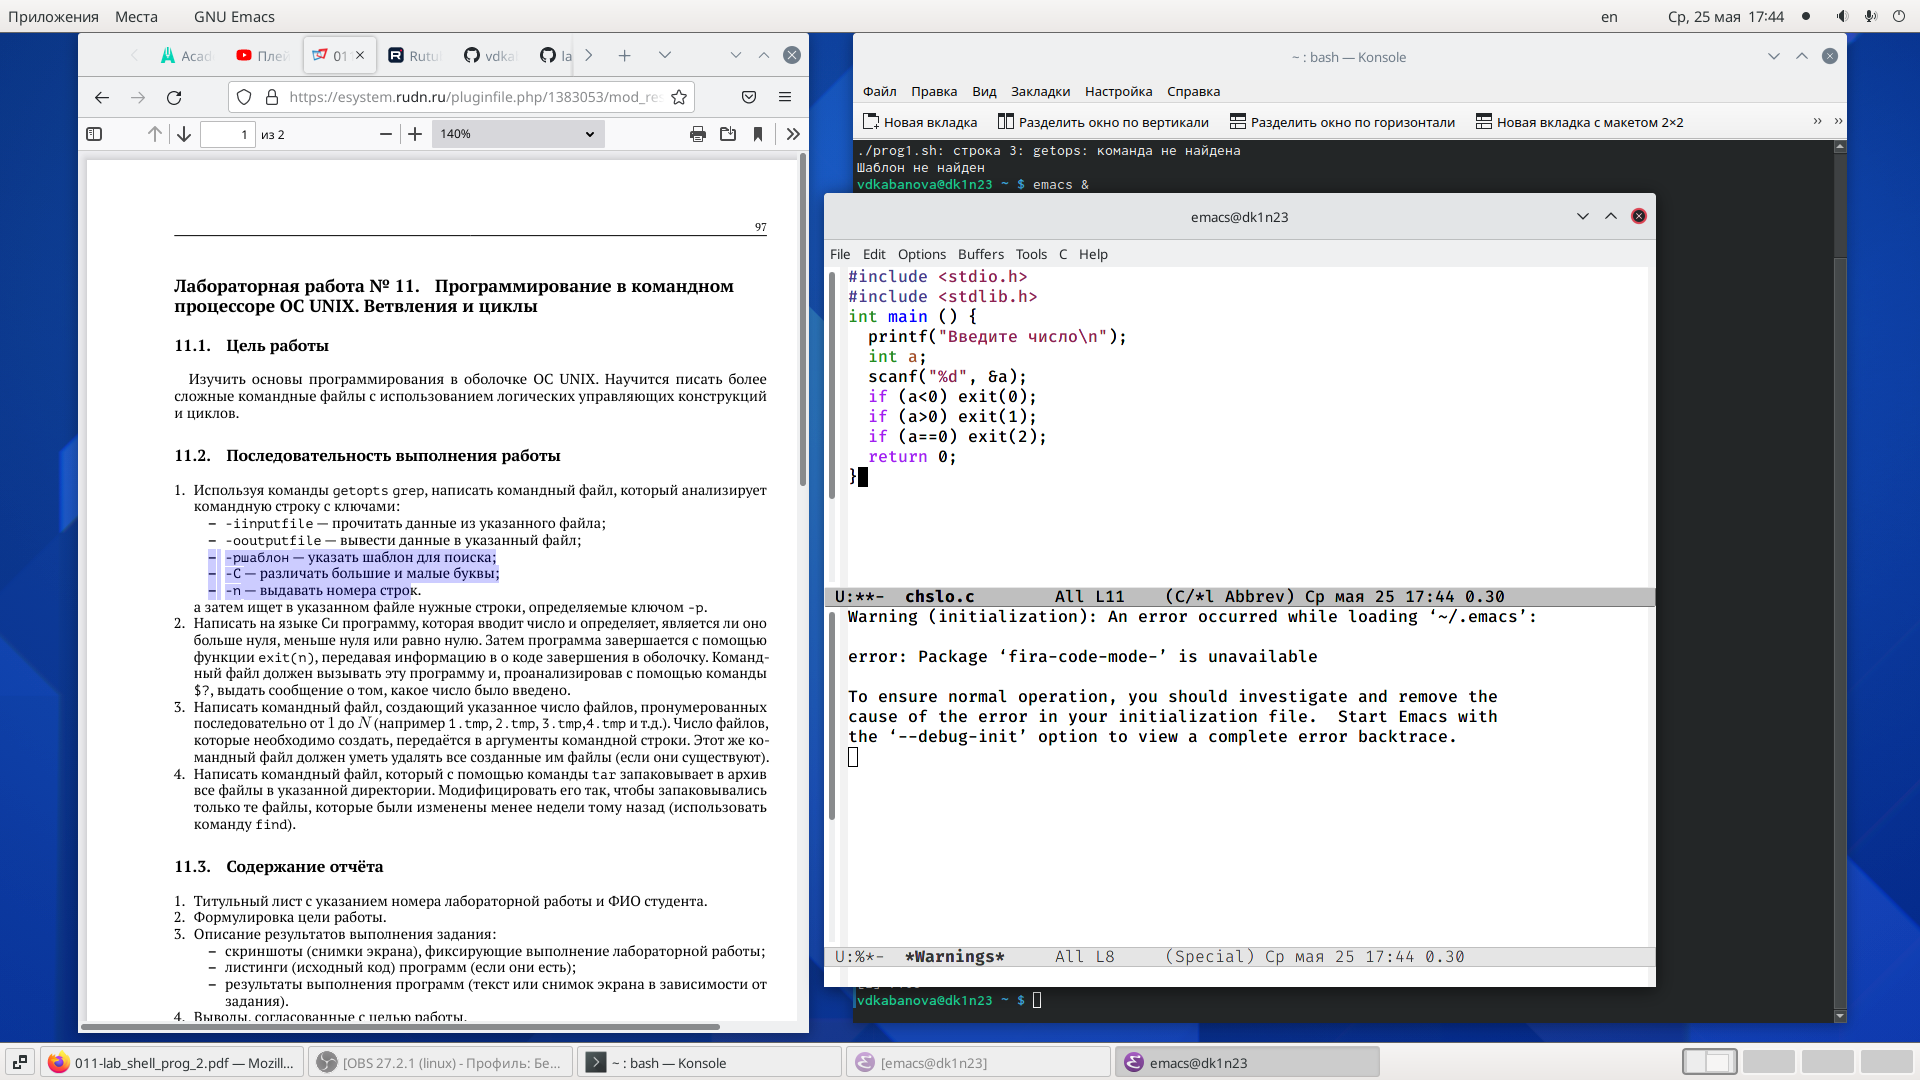 Приложения Места GNU Emacs en Ср, 25 мая 17:44
Acad Плей 011 Rutu vdka la
https://esystem.rudn.ru/pluginfile.php/1383053/mod_res
1 из 2 140%
97
Лабораторная работа № 11. Программирование в командном
процессоре ОС UNIX. Ветвления и циклы
11.1. Цель работы
Изучить основы программирования в оболочке ОС UNIX. Научится писать более
сложные командные файлы с использованием логических управляющих конструкций
и циклов.
11.2. Последовательность выполнения работы
1. Используя команды getopts grep, написать командный файл, который анализирует
командную строку с ключами:
– -iinputfile — прочитать данные из указанного файла;
– -ooutputfile — вывести данные в указанный файл;
– -pшаблон — указать шаблон для поиска;
– -C — различать большие и малые буквы;
– -n — выдавать номера строк.
а затем ищет в указанном файле нужные строки, определяемые ключом -p.
2. Написать на языке Си программу, которая вводит число и определяет, является ли оно
больше нуля, меньше нуля или равно нулю. Затем программа завершается с помощью
функции exit(n), передавая информацию в о коде завершения в оболочку. Команд-
ный файл должен вызывать эту программу и, проанализировав с помощью команды
$?, выдать сообщение о том, какое число было введено.
3. Написать командный файл, создающий указанное число файлов, пронумерованных
последовательно от 1 до N (например 1.tmp, 2.tmp, 3.tmp,4.tmp и т.д.). Число файлов,
которые необходимо создать, передаётся в аргументы командной строки. Этот же ко-
мандный файл должен уметь удалять все созданные им файлы (если они существуют).
4. Написать командный файл, который с помощью команды tar запаковывает в архив
все файлы в указанной директории. Модифицировать его так, чтобы запаковывались
только те файлы, которые были изменены менее недели тому назад (использовать
команду find).
11.3. Содержание отчёта
1. Титульный лист с указанием номера лабораторной работы и ФИО студента.
2. Формулировка цели работы.
3. Описание результатов выполнения задания:
– скриншоты (снимки экрана), фиксирующие выполнение лабораторной работы;
– листинги (исходный код) программ (если они есть);
– результаты выполнения программ (текст или снимок экрана в зависимости от
задания).
4. Выводы, согласованные с целью работы.
~ : bash — Konsole
Файл Правка Вид Закладки Настройка Справка
Новая вкладка Разделить окно по вертикали Разделить окно по горизонтали Новая вкладка с макетом 2×2
./prog1.sh: строка 3: getops: команда не найдена
Шаблон не найден
vdkabanova@dk1n23 ~ $ emacs &
emacs@dk1n23
File Edit Options Buffers Tools C Help
#include <stdio.h>
#include <stdlib.h>
int main () {
printf("Введите число\n");
int a;
scanf("%d", &a);
if (a<0) exit(0);
if (a>0) exit(1);
if (a==0) exit(2);
return 0;
}
U:**- chslo.c All L11 (C/*l Abbrev) Ср мая 25 17:44 0.30
Warning (initialization): An error occurred while loading ‘~/.emacs’:
error: Package ‘fira-code-mode-’ is unavailable
To ensure normal operation, you should investigate and remove the
cause of the error in your initialization file. Start Emacs with
the ‘--debug-init’ option to view a complete error backtrace.
U:%*- *Warnings* All L8 (Special) Ср мая 25 17:44 0.30
vdkabanova@dk1n23 ~ $
011-lab_shell_prog_2.pdf — Mozill... [OBS 27.2.1 (linux) - Профиль: Бе... ~ : bash — Konsole [emacs@dk1n23] emacs@dk1n23